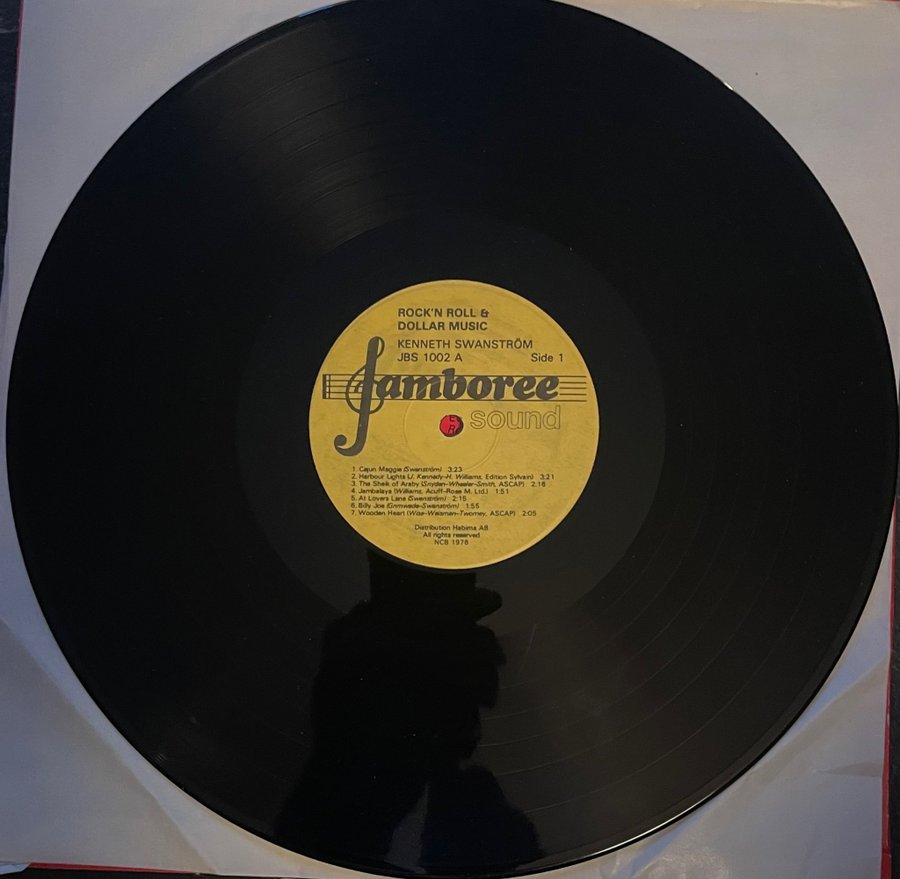 ROCK'N ROLL &
DOLLAR MUSIC
KENNETH SWANSTRÖM
JBS 1002 A Side 1
Jamboree
sound
1. Cajun Maggie (Swanström) 3:23
2. Harbour Lights (J. Kennedy-H. Williams, Edition Sylvain) 3:21
3. The Sheik of Araby (Snyder-Wheeler-Smith, ASCAP) 2:18
4. Jambalaya (Williams, Acuff-Rose M. Ltd.) 1:51
5. At Lovers Lane (Swanström) 2:15
6. Billy Joe (Swanström) 1:55
7. Wooden Heart (Wise-Weisman-Twomey, ASCAP) 2:05
Distribution Habima AB
All rights reserved
NCB 1978